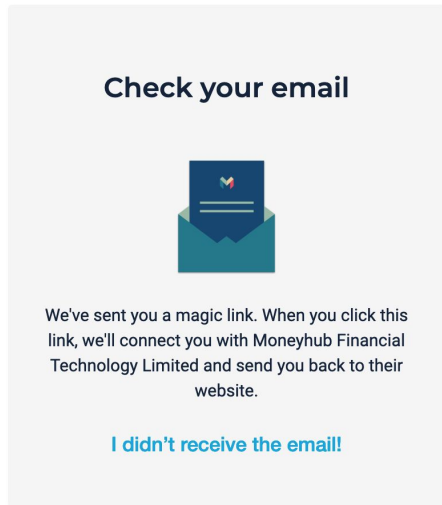 Check your email
We've sent you a magic link. When you click this
link, we'll connect you with Moneyhub Financial
Technology Limited and send you back to their
website.
I didn’t receive the email!